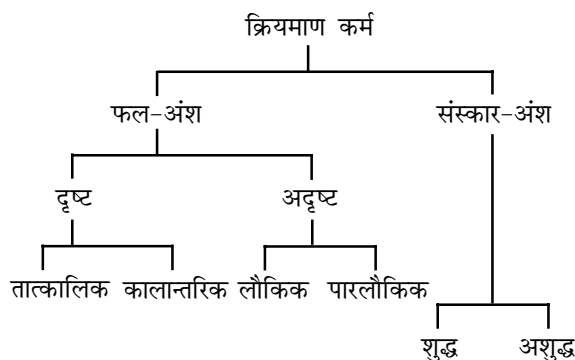 क्रियमाण कर्म
फल-अंश संस्कार-अंश
दृष्ट अदृष्ट
तात्कालिक कालान्तरिक लौकिक पारलौकिक
शुद्ध अशुद्ध